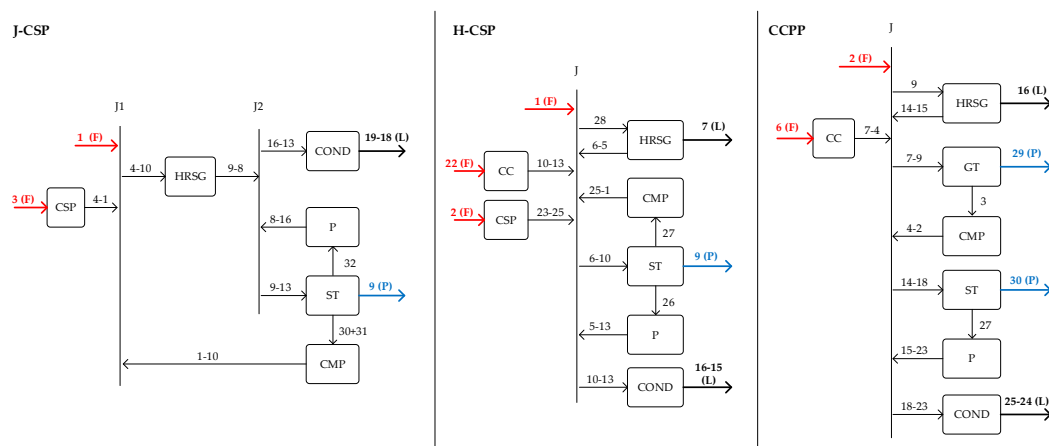 J-CSP
J1
J2
1 (F)
16-13
COND
19-18 (L)
4-10
HRSG
9-8
3 (F)
CSP
4-1
8-16
P
32
9-13
ST
9 (P)
30+31
1-10
CMP
H-CSP
J
1 (F)
28
HRSG
7 (L)
6-5
22 (F)
CC
10-13
25-1
CMP
2 (F)
CSP
23-25
27
6-10
ST
9 (P)
26
5-13
P
16-15
(L)
10-13
COND
CCPP
J
2 (F)
9
HRSG
16 (L)
14-15
6 (F)
CC
7-4
7-9
GT
29 (P)
3
4-2
CMP
14-18
ST
30 (P)
27
15-23
P
18-23
COND
25-24 (L)